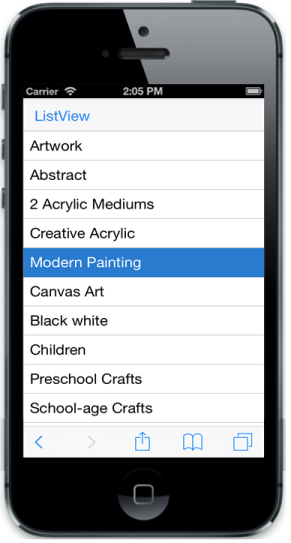 Carrier 2:05 PM
ListView
Artwork
Abstract
2 Acrylic Mediums
Creative Acrylic
Modern Painting
Canvas Art
Black white
Children
Preschool Crafts
School-age Crafts